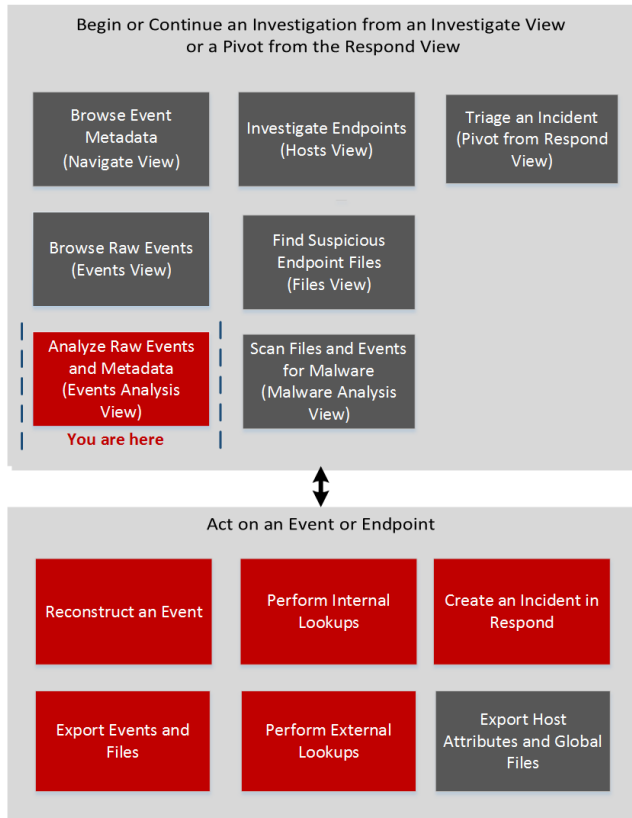 Begin or Continue an Investigation from an Investigate View
or a Pivot from the Respond View
Browse Event
Metadata
(Navigate View)
Investigate Endpoints
(Hosts View)
Triage an Incident
(Pivot from Respond
View)
Browse Raw Events
(Events View)
Find Suspicious
Endpoint Files
(Files View)
Analyze Raw Events
and Metadata
(Events Analysis
View)
You are here
Scan Files and Events
for Malware
(Malware Analysis
View)
Act on an Event or Endpoint
Reconstruct an Event
Perform Internal
Lookups
Create an Incident in
Respond
Export Events and
Files
Perform External
Lookups
Export Host
Attributes and Global
Files